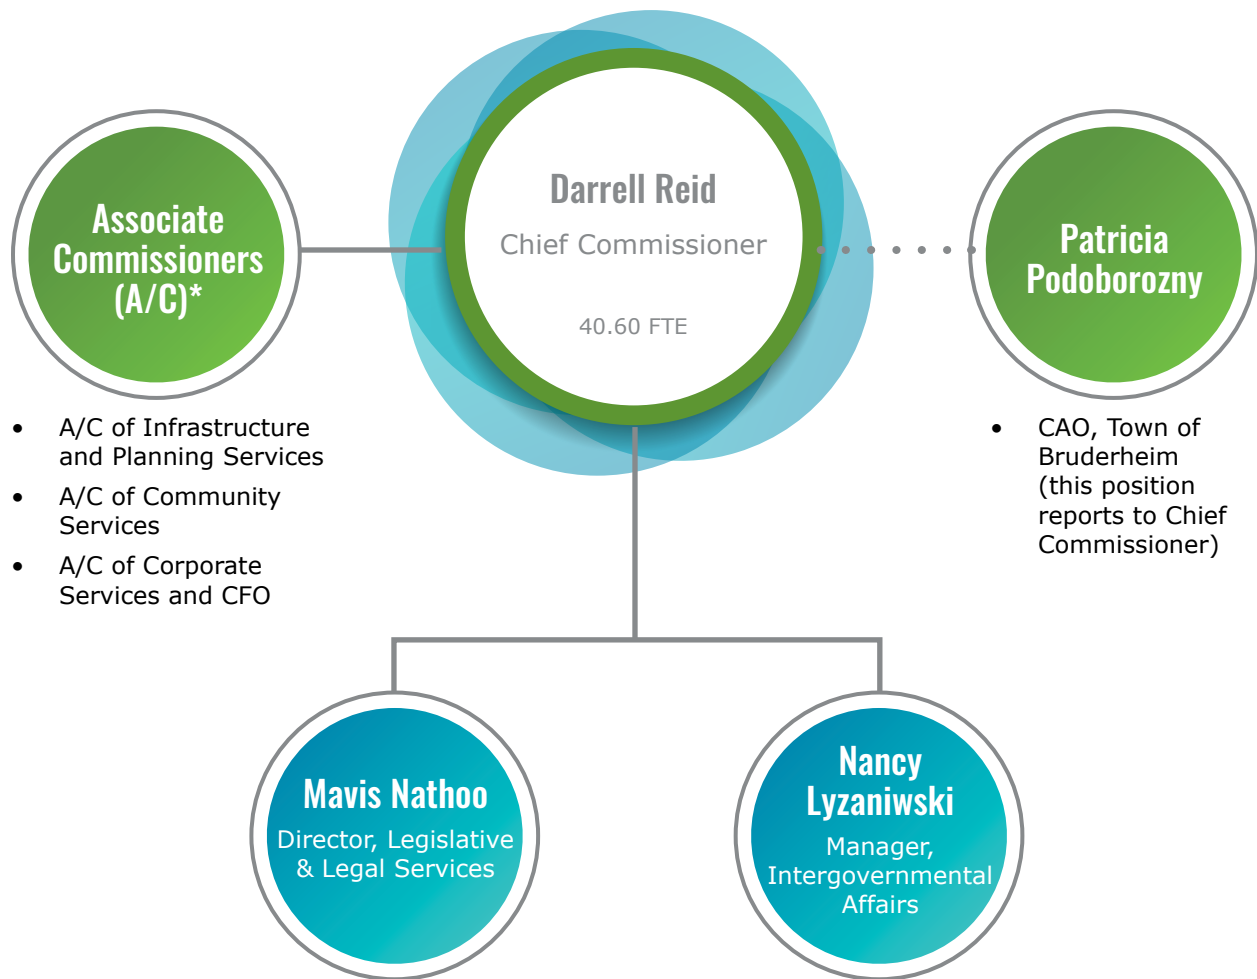 Darrell Reid
Chief Commissioner
40.60 FTE
Associate
Commissioners
(A/C)*
• A/C of Infrastructure
and Planning Services
• A/C of Community
Services
• A/C of Corporate
Services and CFO
Patricia
Podoborozny
• CAO, Town of
Bruderheim
(this position
reports to Chief
Commissioner)
Mavis Nathoo
Director, Legislative
& Legal Services
Nancy
Lyzaniwski
Manager,
Intergovernmental
Affairs